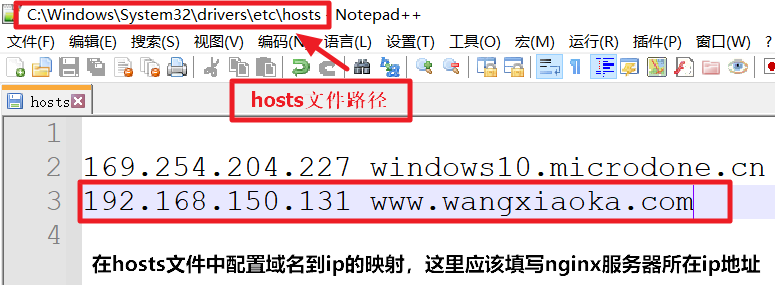 C:\Windows\System32\drivers\etc\hosts - Notepad++
文件(F) 编辑(E) 搜索(S) 视图(V) 编码(N) 语言(L) 设置(T) 工具(O) 宏(M) 运行(R) 插件(P) 窗口(W) ?
hosts文件路径
hosts
1
2 169.254.204.227 windows10.microdone.cn
3 192.168.150.131 www.wangxiaoka.com
4
在hosts文件中配置域名到ip的映射，这里应该填写nginx服务器所在ip地址